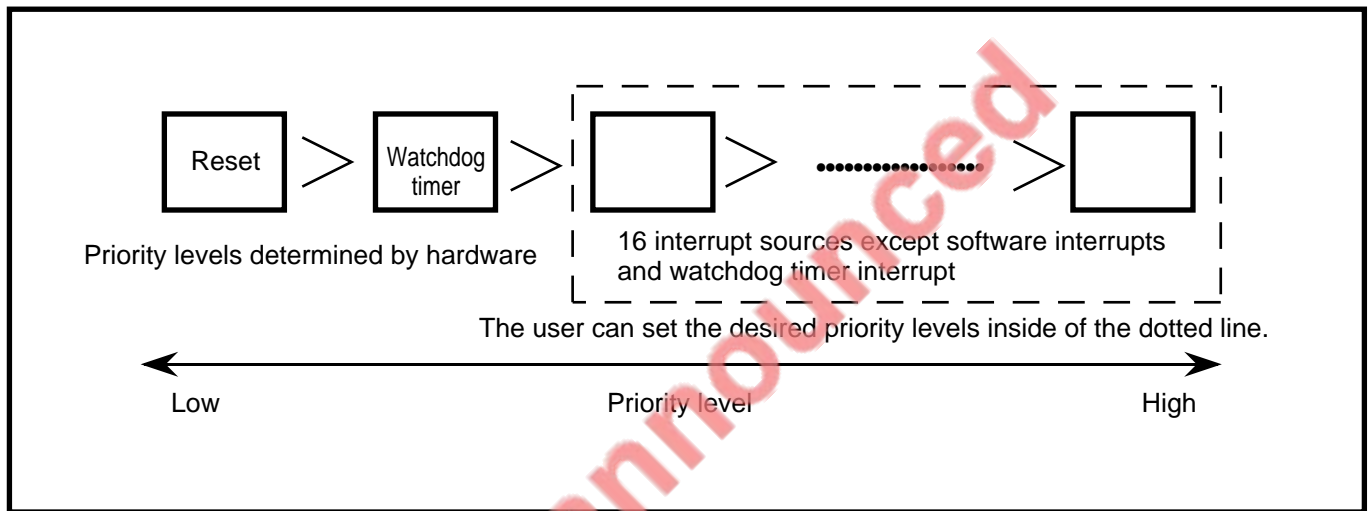 Reset
Watchdog
timer
Priority levels determined by hardware
16 interrupt sources except software interrupts
and watchdog timer interrupt
The user can set the desired priority levels inside of the dotted line.
Low
Priority level
High
nnounced